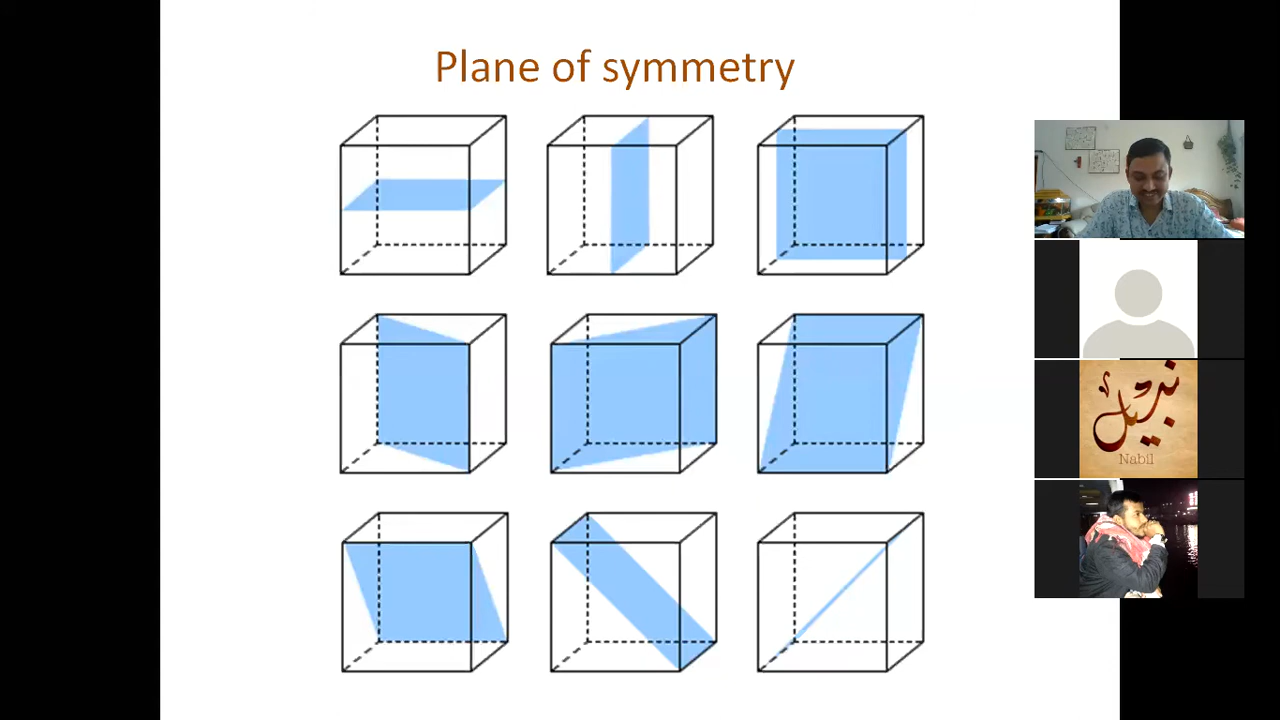 Plane of symmetry
نبيل
Nabil